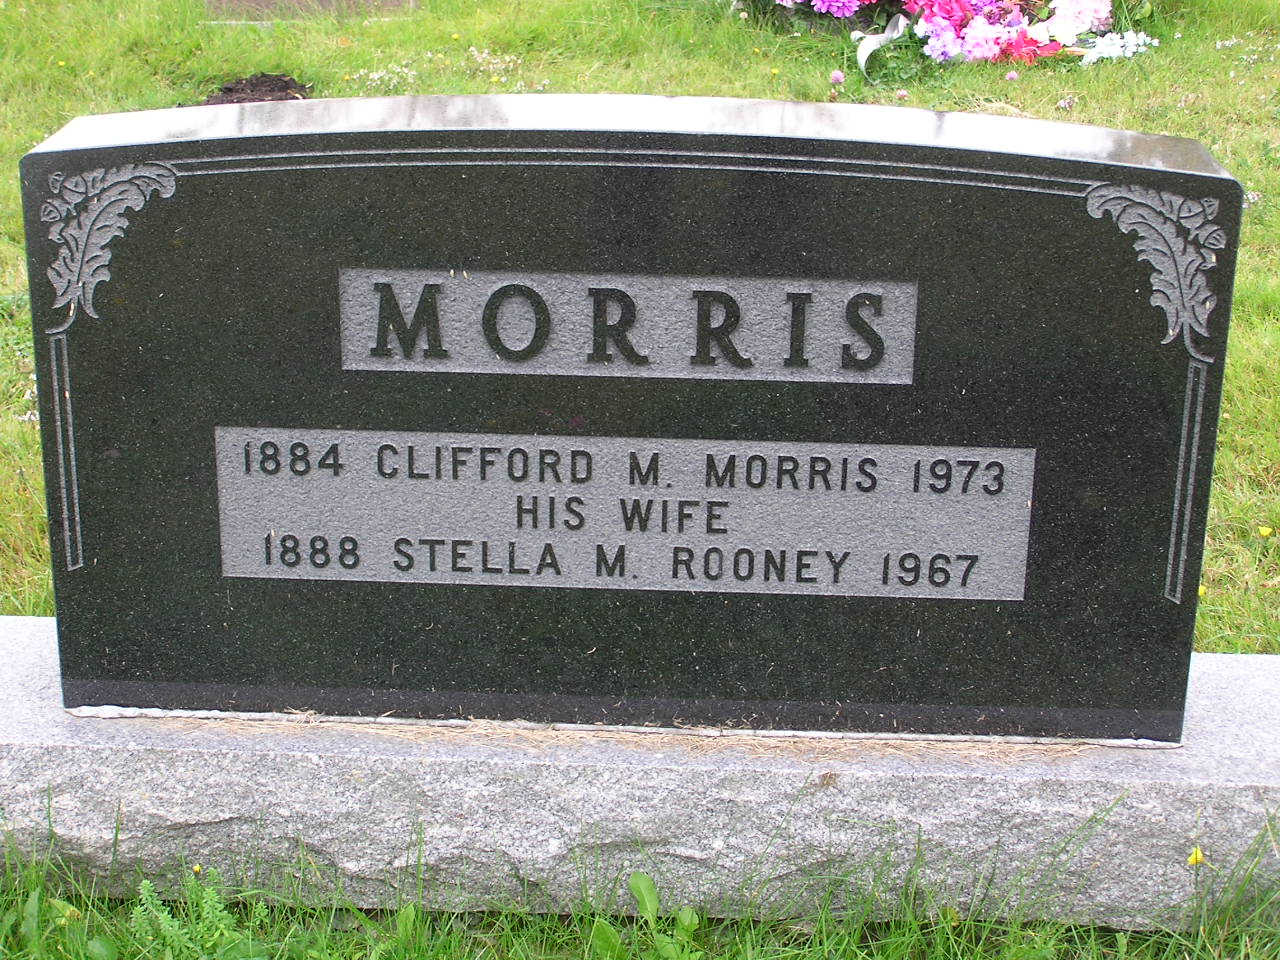 MORRIS
1884 CLIFFORD M. MORRIS 1973
HIS WIFE
1888 STELLA M. ROONEY 1967